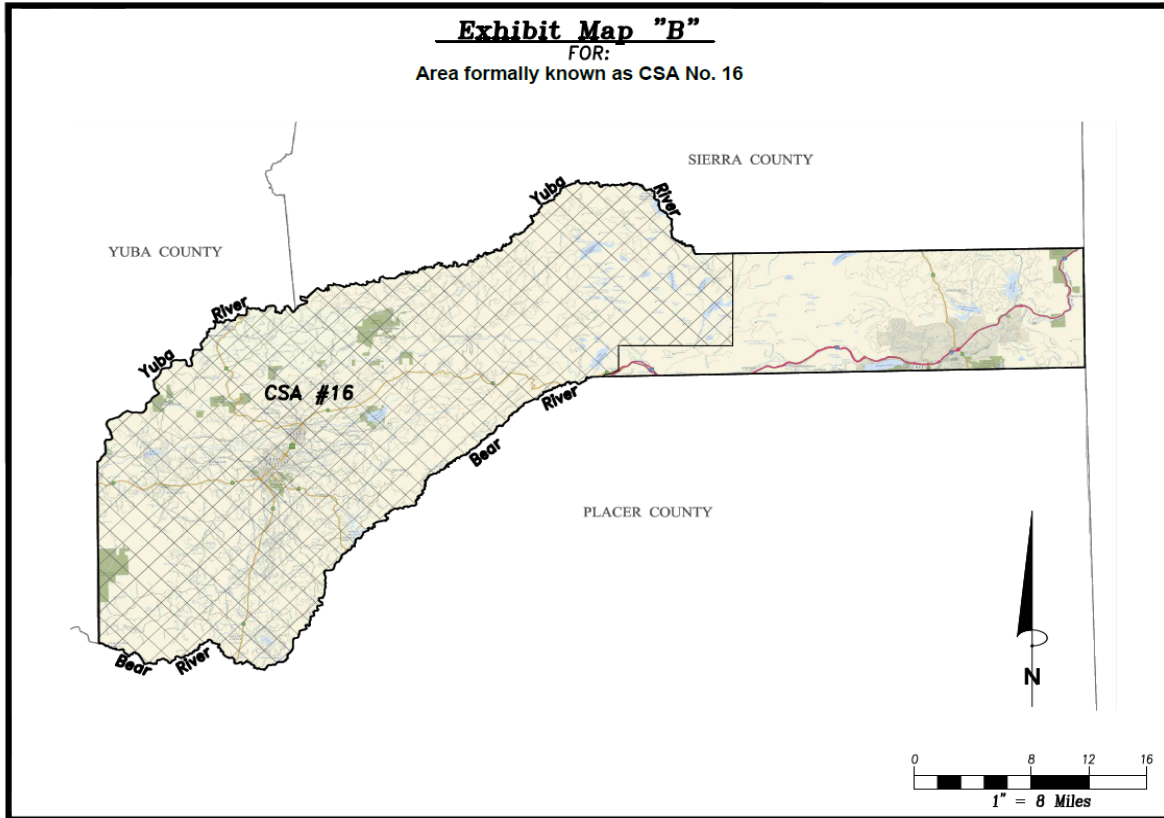 Exhibit Map "B"
FOR:
Area formally known as CSA No. 16
SIERRA COUNTY
YUBA COUNTY
Yuba
River
Yuba
River
CSA #16
River
Bear
PLACER COUNTY
Bear
River
N
0 8 12 16
1" = 8 Miles